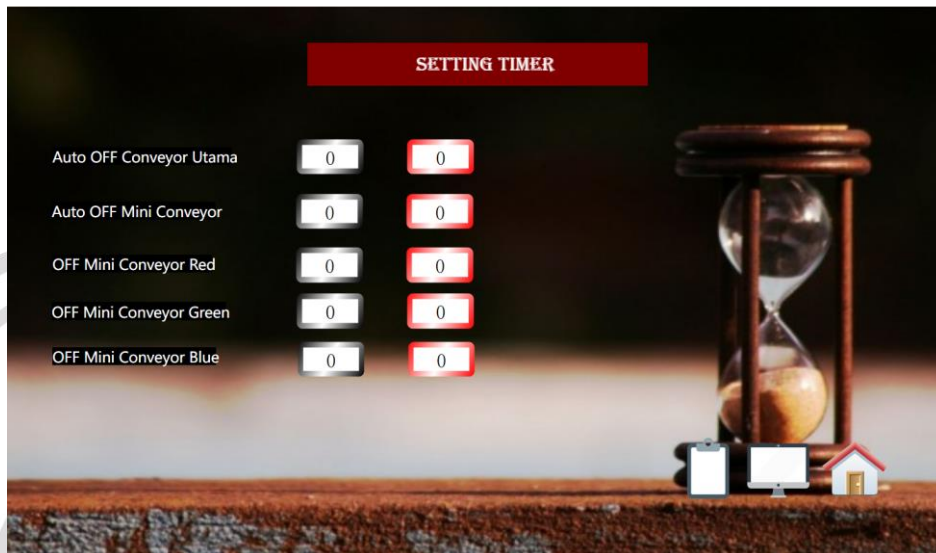 SETTING TIMER
Auto OFF Conveyor Utama 0 0
Auto OFF Mini Conveyor 0 0
OFF Mini Conveyor Red 0 0
OFF Mini Conveyor Green 0 0
OFF Mini Conveyor Blue 0 0